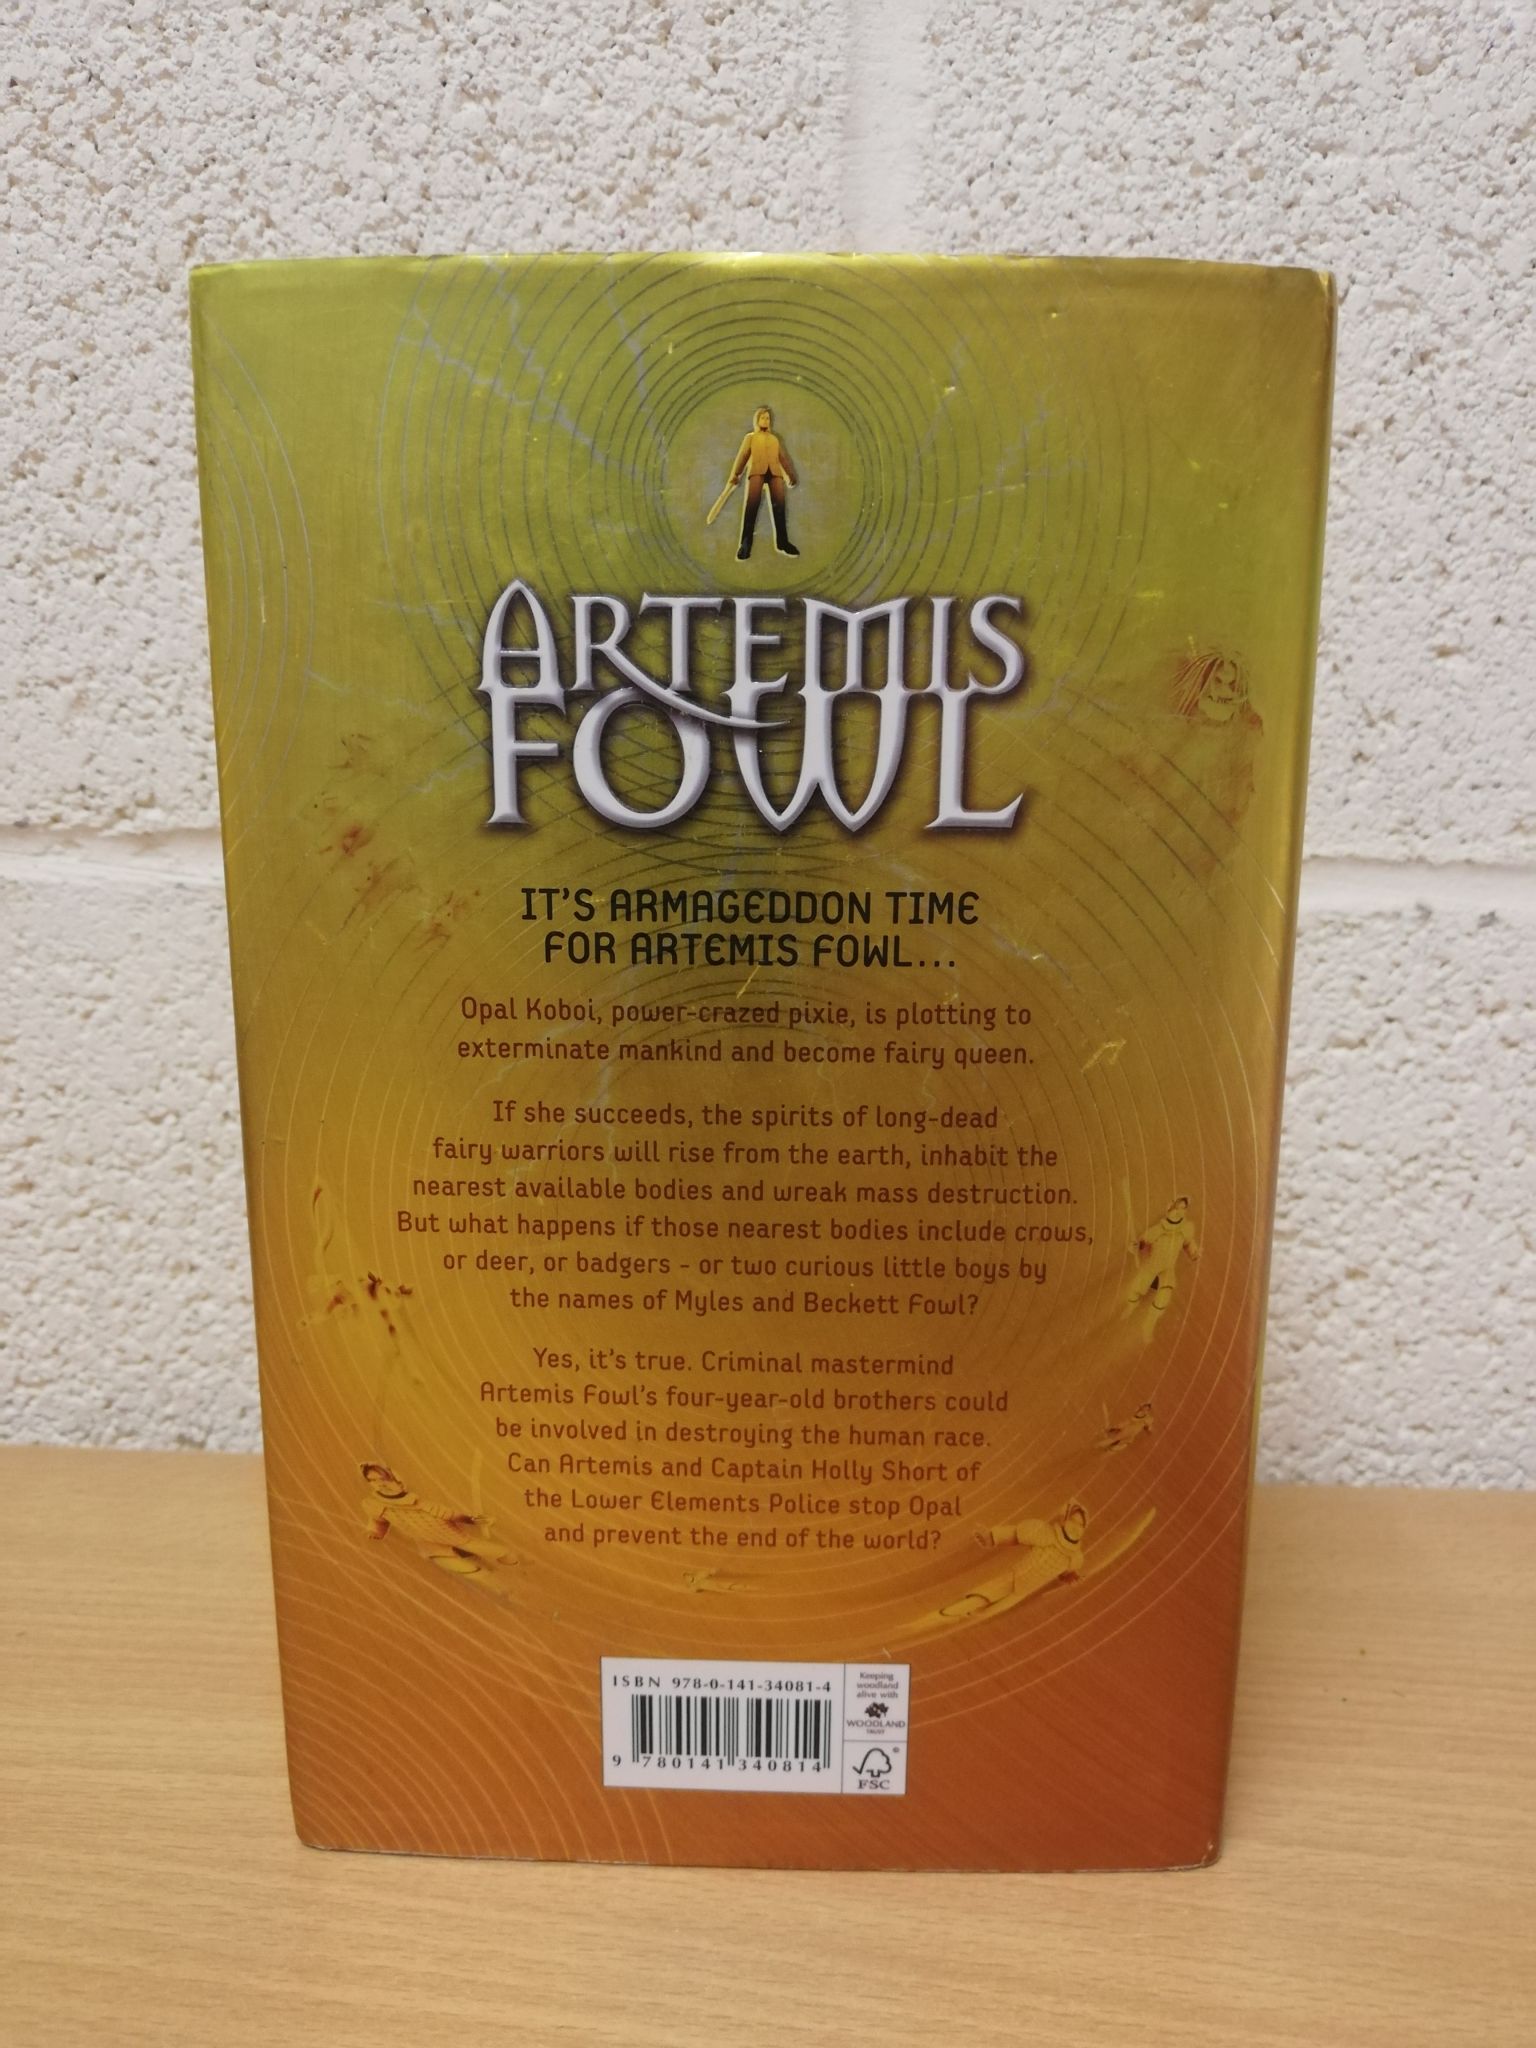 ARTEMIS
FOWL
IT'S ARMAGEDDON TIME
FOR ARTEMIS FOWL...
Opal Koboi, power-crazed pixie, is plotting to
exterminate mankind and become fairy queen.
If she succeeds, the spirits of long-dead
fairy warriors will rise from the earth, inhabit the
nearest available bodies and wreak mass destruction.
But what happens if those nearest bodies include crows,
or deer, or badgers – or two curious little boys by
the names of Myles and Beckett Fowl?
Yes, it's true. Criminal mastermind
Artemis Fowl's four-year-old brothers could
be involved in destroying the human race.
Can Artemis and Captain Holly Short of
the Lower Elements Police stop Opal
and prevent the end of the world?
ISBN 978-0-141-34081-4
9 780141 340814
Keeping
woodland
alive with
WOODLAND
TRUST
®
FSC